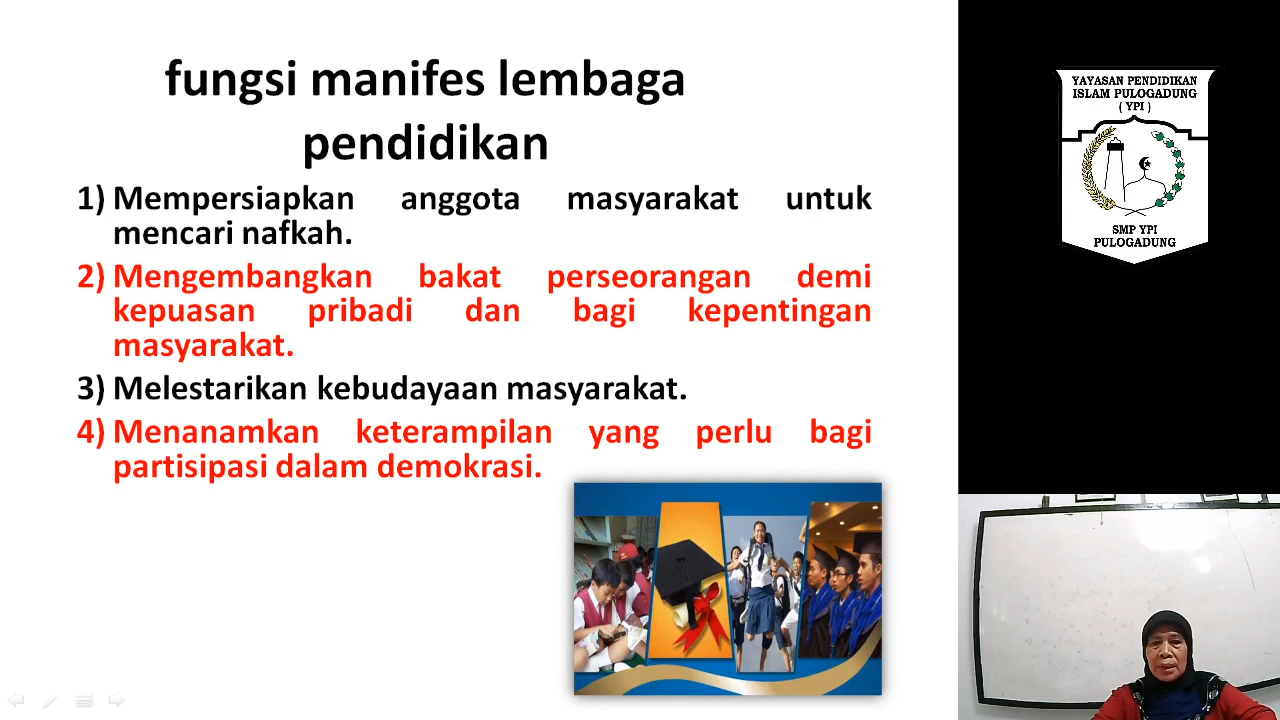 fungsi manifes lembaga
pendidikan
1) Mempersiapkan anggota masyarakat untuk
mencari nafkah.
2) Mengembangkan bakat perseorangan demi
kepuasan pribadi dan bagi kepentingan
masyarakat.
3) Melestarikan kebudayaan masyarakat.
4) Menanamkan keterampilan yang perlu bagi
partisipasi dalam demokrasi.
YAYASAN PENDIDIKAN
ISLAM PULOGADUNG
( YPI )
SMP YPI
PULOGADUNG